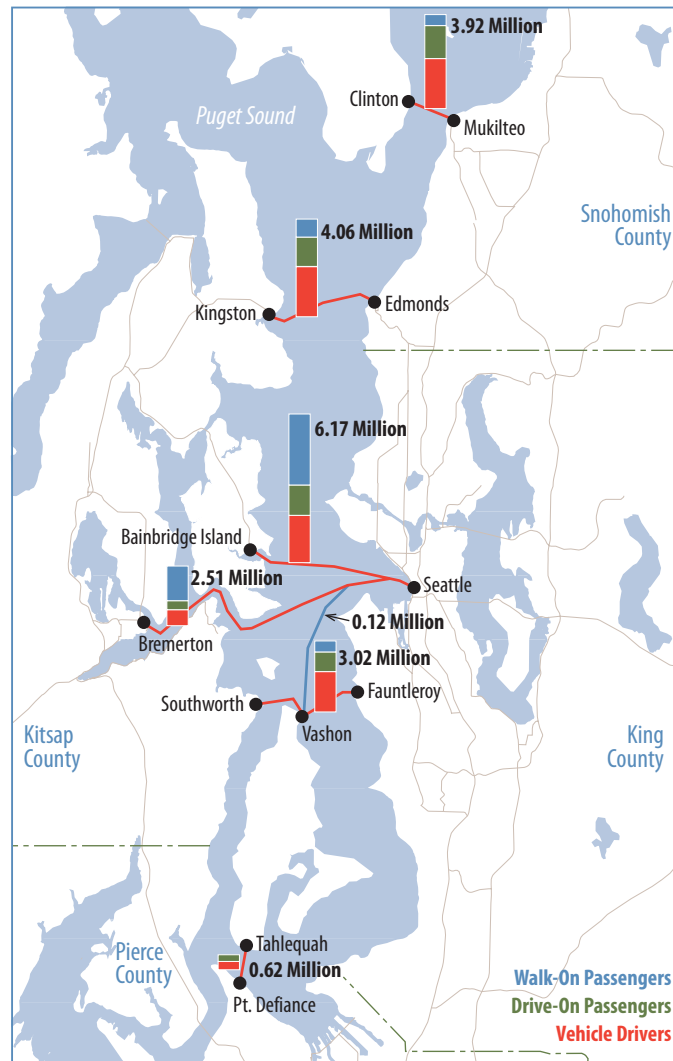 3.92 Million
Clinton
Puget Sound
Mukilteo
Snohomish
County
4.06 Million
Kingston
Edmonds
6.17 Million
Bainbridge Island
2.51 Million
Seattle
0.12 Million
Bremerton
3.02 Million
Southworth
Fauntleroy
Vashon
Kitsap
County
King
County
Tahlequah
Pierce
County
0.62 Million
Pt. Defiance
Walk-On Passengers
Drive-On Passengers
Vehicle Drivers